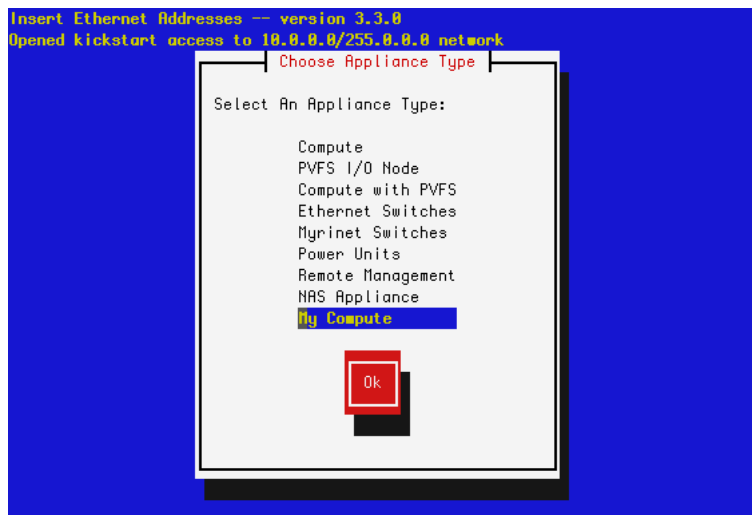 Insert Ethernet Addresses -- version 3.3.0
Opened kickstart access to 10.0.0.0/255.0.0.0 network
Choose Appliance Type
Select An Appliance Type:
Compute
PVFS I/O Node
Compute with PVFS
Ethernet Switches
Myrinet Switches
Power Units
Remote Management
NAS Appliance
My Compute
Ok